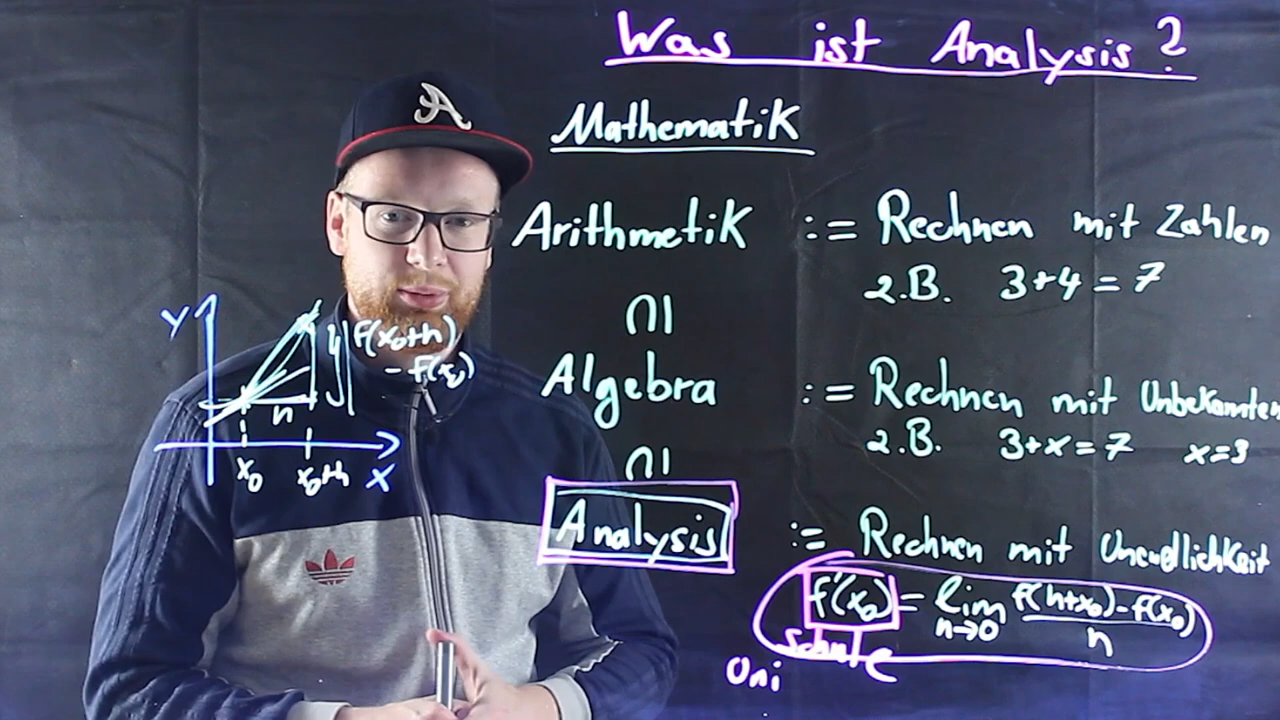 Was ist Analysis?
Mathematik
Arithmetik := Rechnen mit Zahlen
z.B. 3+4=7
∩|
Algebra := Rechnen mit Unbekannten
z.B. 3+x=7 x=3
∩|
Analysis := Rechnen mit Unendlichkeit
f'(x₀) = lim h→0 f(h+x₀)-f(x₀) / h
Schule
Uni
A
y
f(x₀+h)
- f(x₀)
h
x₀ x₀+h x